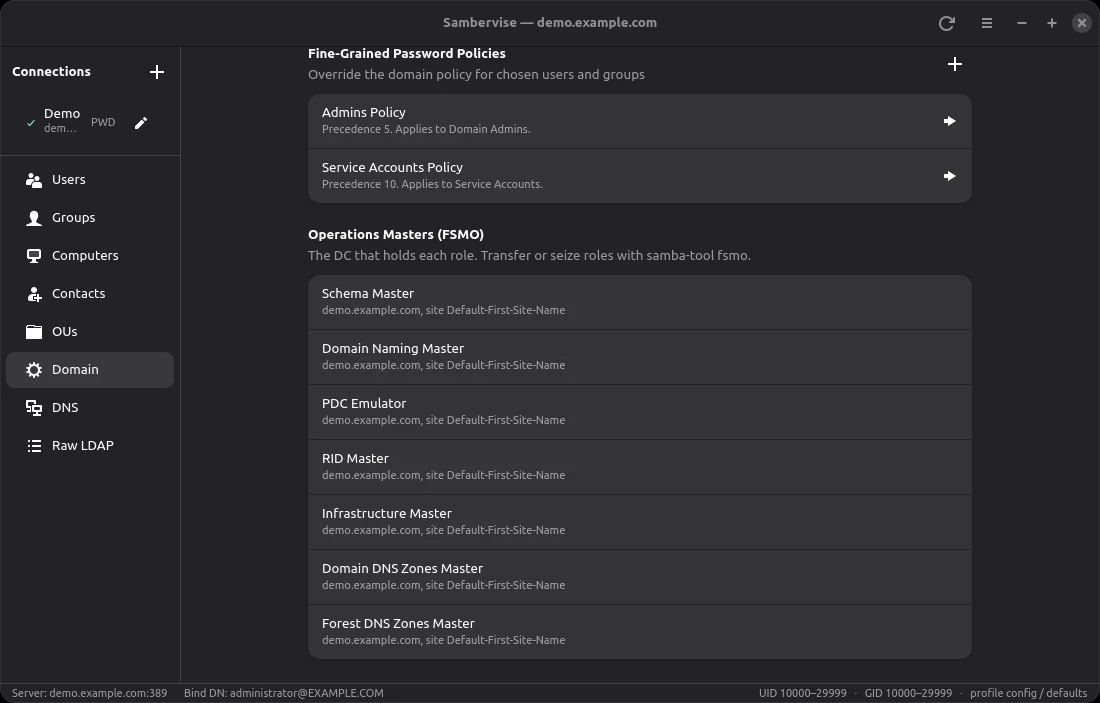 Sambervise — demo.example.com
Connections
Demo
dem...
PWD
Users
Groups
Computers
Contacts
OUs
Domain
DNS
Raw LDAP
Fine-Grained Password Policies
Override the domain policy for chosen users and groups
Admins Policy
Precedence 5. Applies to Domain Admins.
Service Accounts Policy
Precedence 10. Applies to Service Accounts.
Operations Masters (FSMO)
The DC that holds each role. Transfer or seize roles with samba-tool fsmo.
Schema Master
demo.example.com, site Default-First-Site-Name
Domain Naming Master
demo.example.com, site Default-First-Site-Name
PDC Emulator
demo.example.com, site Default-First-Site-Name
RID Master
demo.example.com, site Default-First-Site-Name
Infrastructure Master
demo.example.com, site Default-First-Site-Name
Domain DNS Zones Master
demo.example.com, site Default-First-Site-Name
Forest DNS Zones Master
demo.example.com, site Default-First-Site-Name
Server: demo.example.com:389 Bind DN: administrator@EXAMPLE.COM UID 10000–29999 · GID 10000–29999 · profile config / defaults